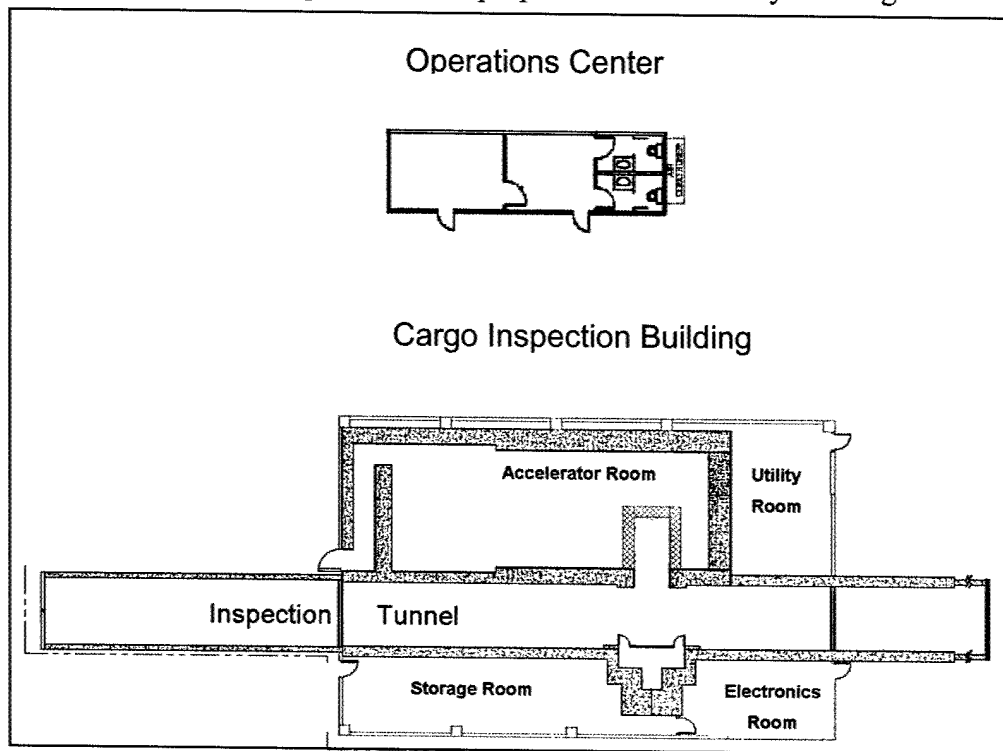 Operations Center
Cargo Inspection Building
Accelerator Room
Utility
Room
Inspection Tunnel
Storage Room
Electronics
Room